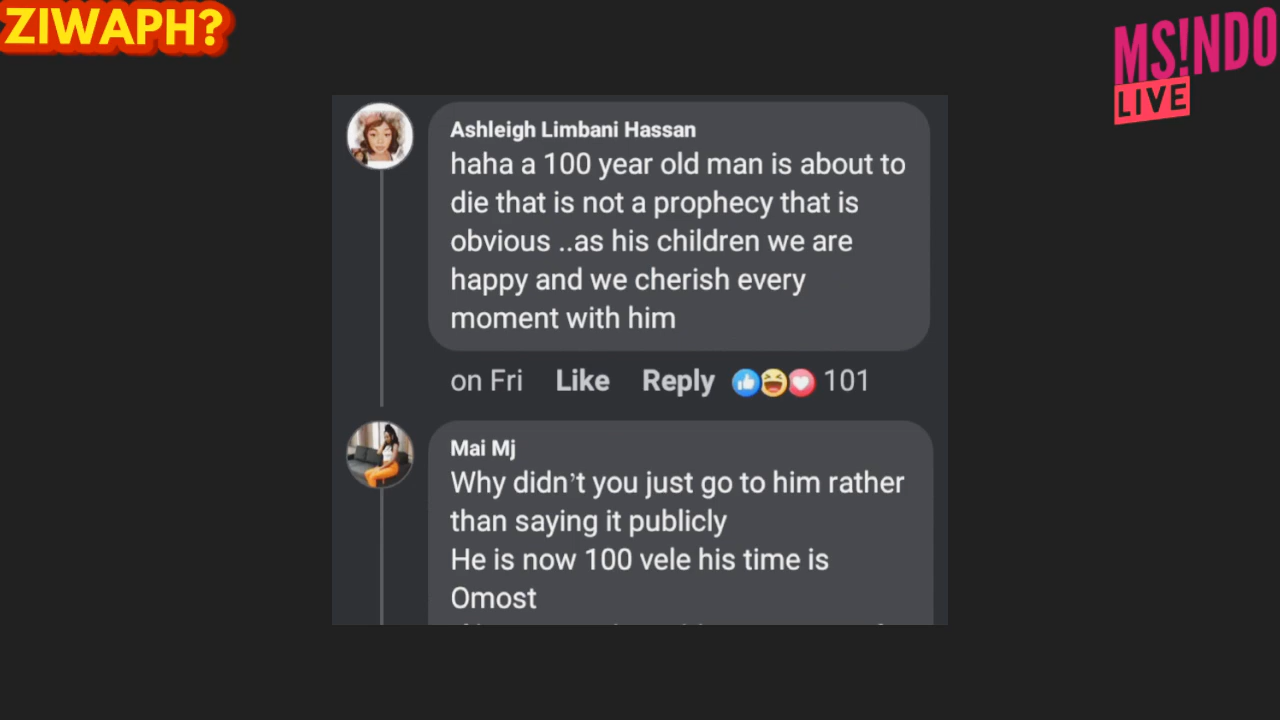 ZIWAPH?
MS!NDO
LIVE
Ashleigh Limbani Hassan
haha a 100 year old man is about to
die that is not a prophecy that is
obvious ..as his children we are
happy and we cherish every
moment with him
on Fri Like Reply 101
Mai Mj
Why didn't you just go to him rather
than saying it publicly
He is now 100 vele his time is
Omost